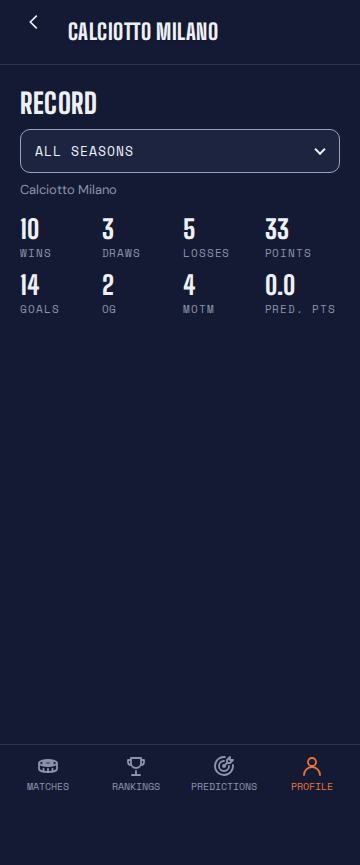 CALCIOTTO MILANO
RECORD
ALL SEASONS
Calciotto Milano
10 3 5 33
WINS DRAWS LOSSES POINTS
14 2 4 0.0
GOALS OG MOTM PRED. PTS
MATCHES RANKINGS PREDICTIONS PROFILE